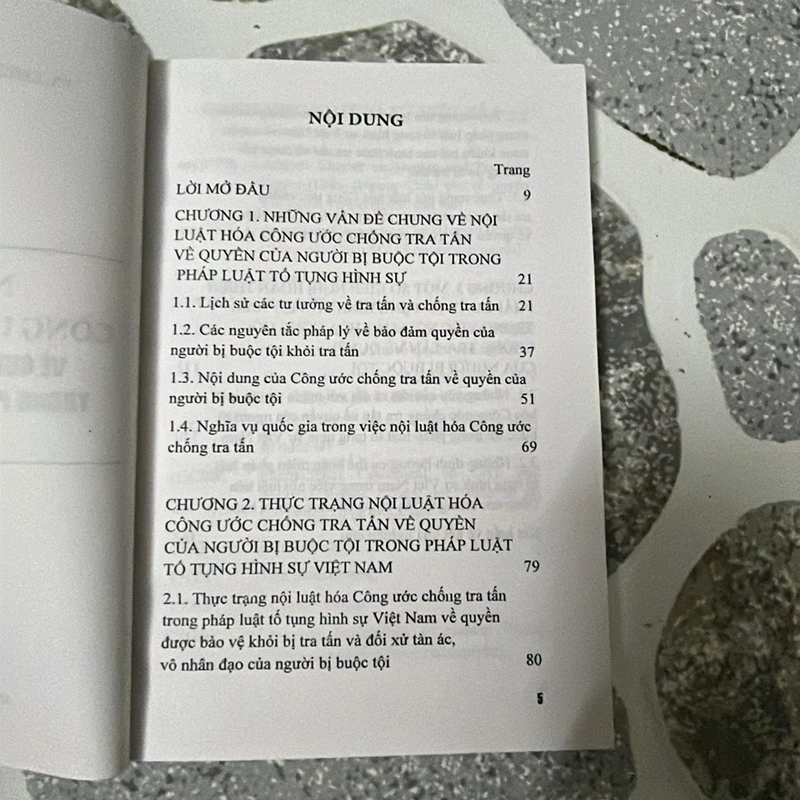 NỘI DUNG
Trang
LỜI MỞ ĐẦU 9
CHƯƠNG 1. NHỮNG VẤN ĐỀ CHUNG VỀ NỘI
LUẬT HÓA CÔNG ƯỚC CHỐNG TRA TẤN
VỀ QUYỀN CỦA NGƯỜI BỊ BUỘC TỘI TRONG
PHÁP LUẬT TỐ TỤNG HÌNH SỰ 21
1.1. Lịch sử các tư tưởng về tra tấn và chống tra tấn 21
1.2. Các nguyên tắc pháp lý về bảo đảm quyền của
người bị buộc tội khỏi tra tấn 37
1.3. Nội dung của Công ước chống tra tấn về quyền của
người bị buộc tội 51
1.4. Nghĩa vụ quốc gia trong việc nội luật hóa Công ước
chống tra tấn 69
CHƯƠNG 2. THỰC TRẠNG NỘI LUẬT HÓA
CÔNG ƯỚC CHỐNG TRA TẤN VỀ QUYỀN
CỦA NGƯỜI BỊ BUỘC TỘI TRONG PHÁP LUẬT
TỐ TỤNG HÌNH SỰ VIỆT NAM 79
2.1. Thực trạng nội luật hóa Công ước chống tra tấn
trong pháp luật tố tụng hình sự Việt Nam về quyền
được bảo vệ khỏi bị tra tấn và đối xử tàn ác,
vô nhân đạo của người bị buộc tội 80
5